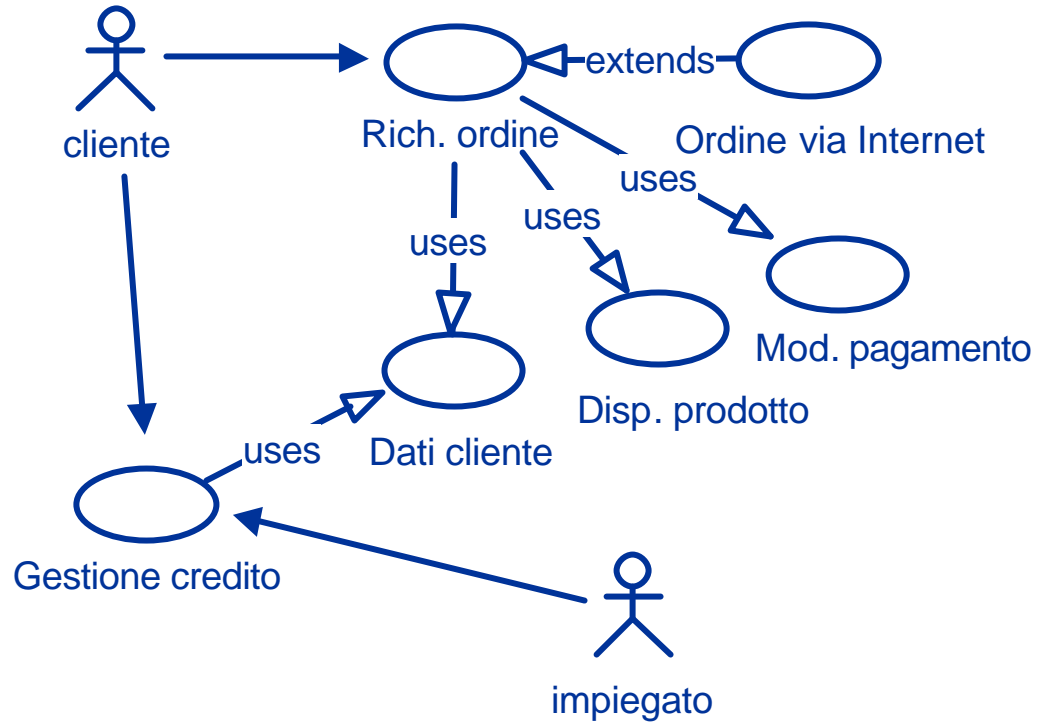 extends
cliente
Rich. ordine
Ordine via Internet
uses
uses
uses
Mod. pagamento
Disp. prodotto
uses
Dati cliente
Gestione credito
impiegato